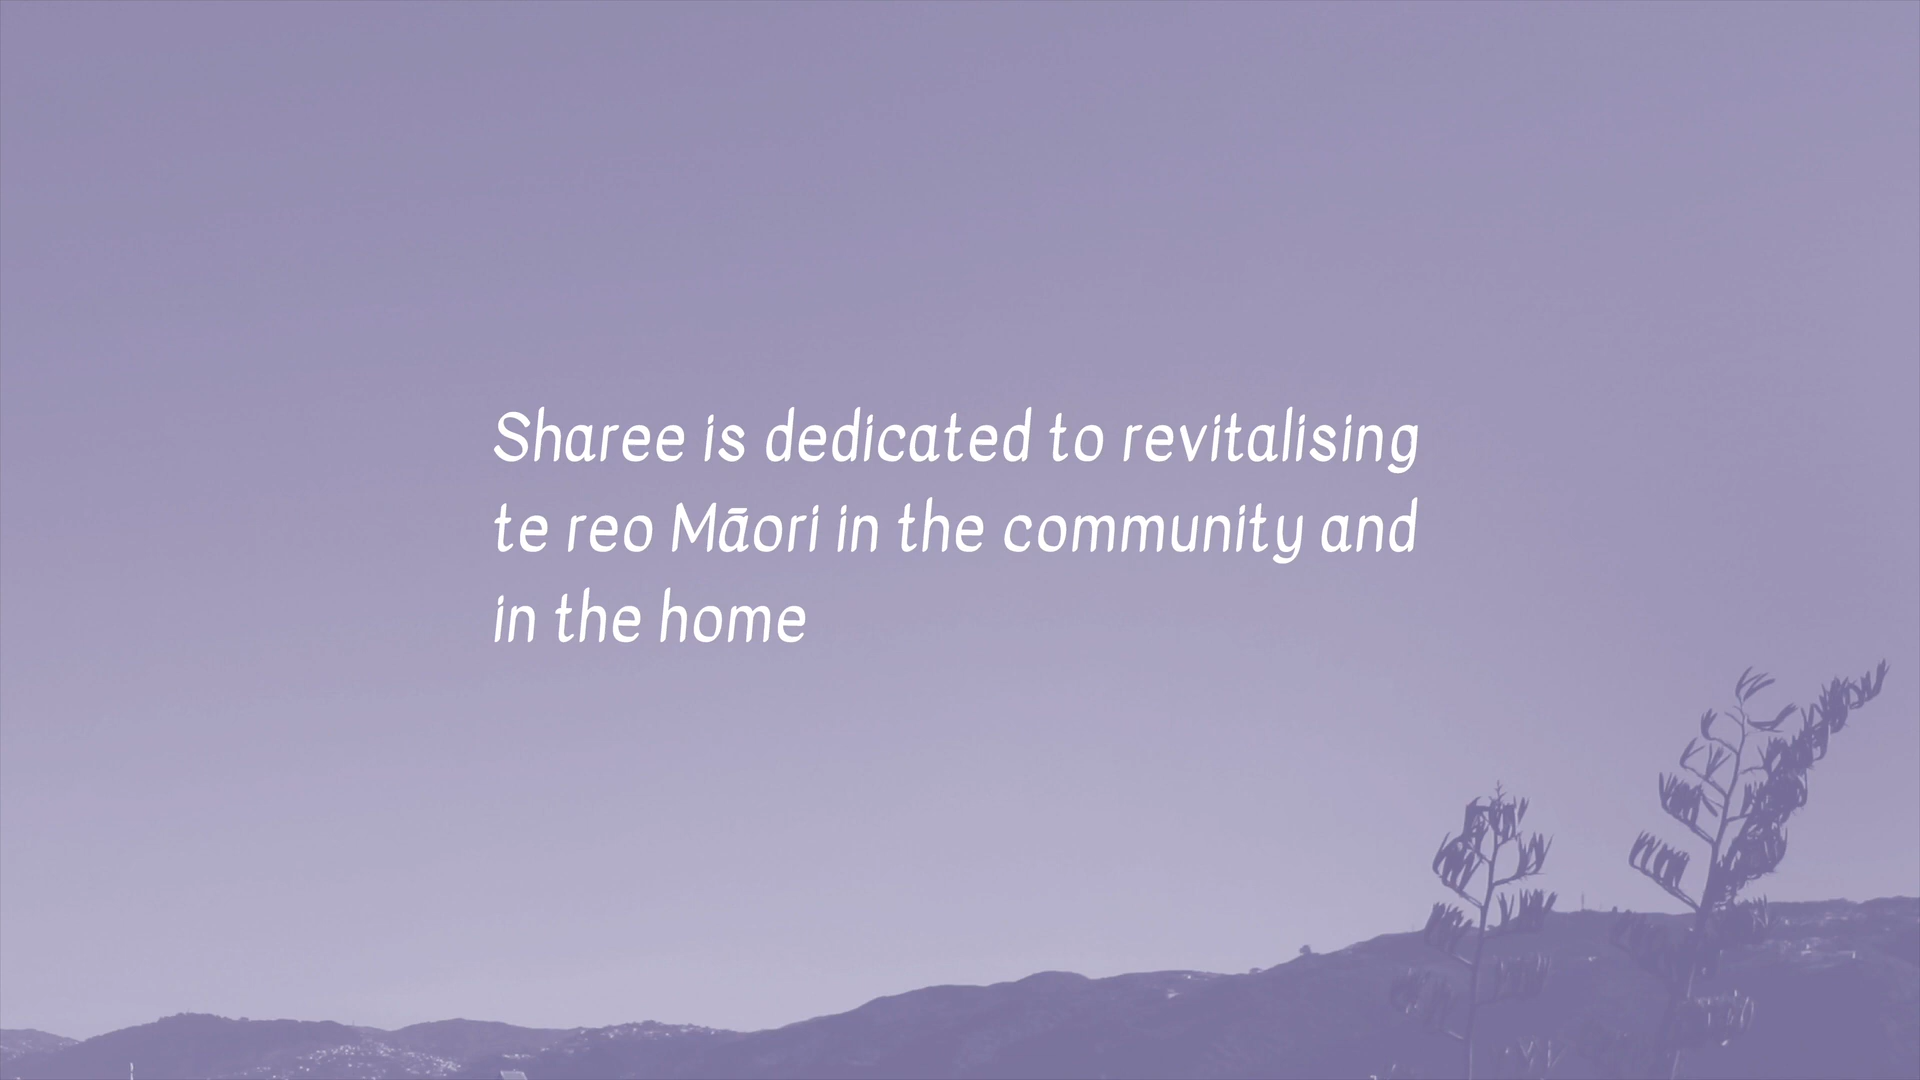 Sharee is dedicated to revitalising
te reo Māori in the community and
in the home